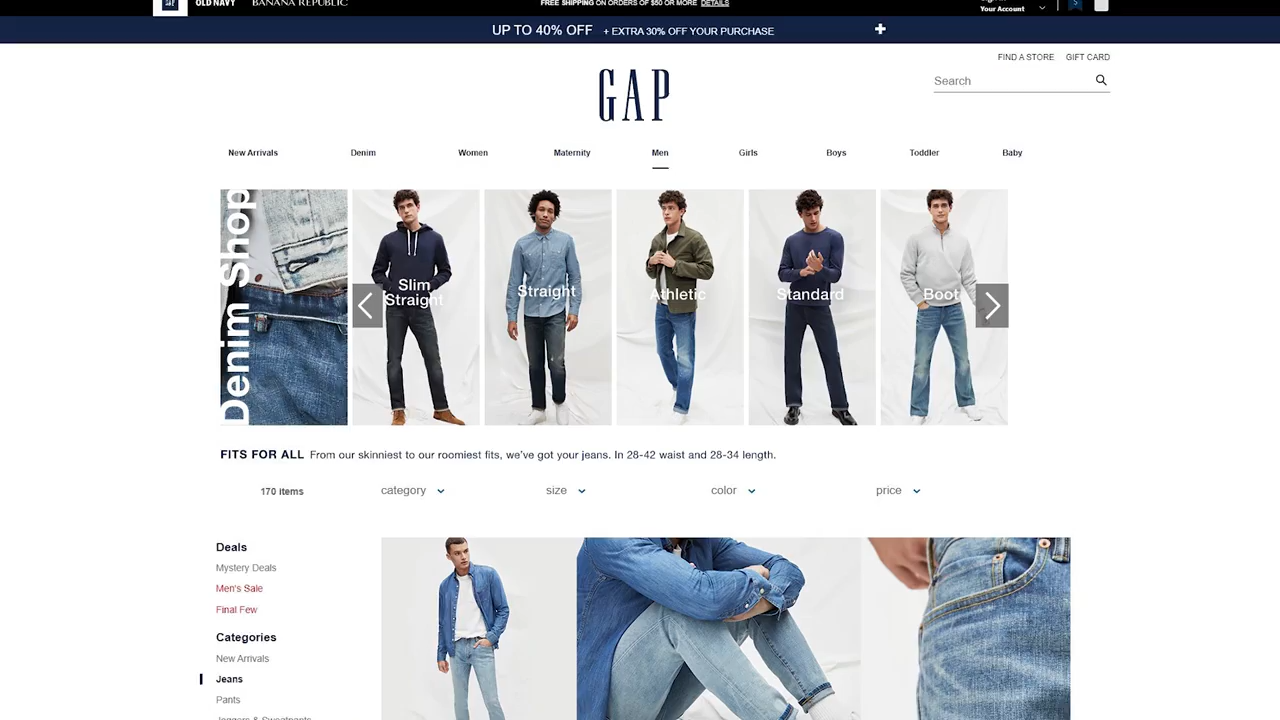 OLD NAVY
BANANA REPUBLIC
FREE SHIPPING ON ORDERS OF $50 OR MORE DETAILS
Your Account
UP TO 40% OFF + EXTRA 30% OFF YOUR PURCHASE
FIND A STORE GIFT CARD
GAP
Search
New Arrivals Denim Women Maternity Men Girls Boys Toddler Baby
Denim Shop
Slim
Straight
Straight
Athletic
Standard
Boot
FITS FOR ALL From our skinniest to our roomiest fits, we've got your jeans. In 28-42 waist and 28-34 length.
170 items category size color price
Deals
Mystery Deals
Men's Sale
Final Few
Categories
New Arrivals
Jeans
Pants
Joggers & Sweatpants